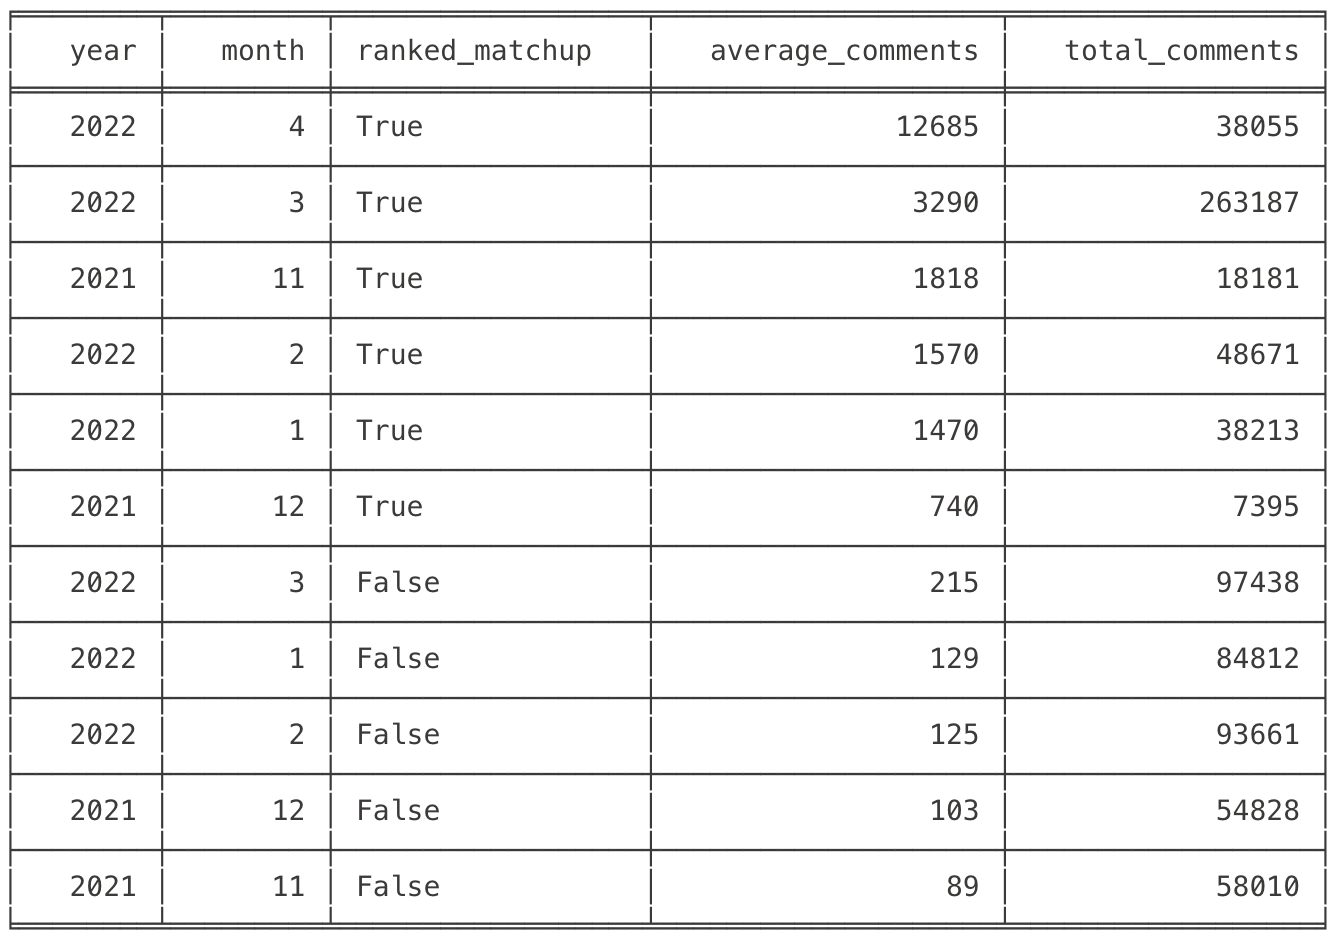 year month ranked_matchup average_comments total_comments
2022 4 True 12685 38055
2022 3 True 3290 263187
2021 11 True 1818 18181
2022 2 True 1570 48671
2022 1 True 1470 38213
2021 12 True 740 7395
2022 3 False 215 97438
2022 1 False 129 84812
2022 2 False 125 93661
2021 12 False 103 54828
2021 11 False 89 58010